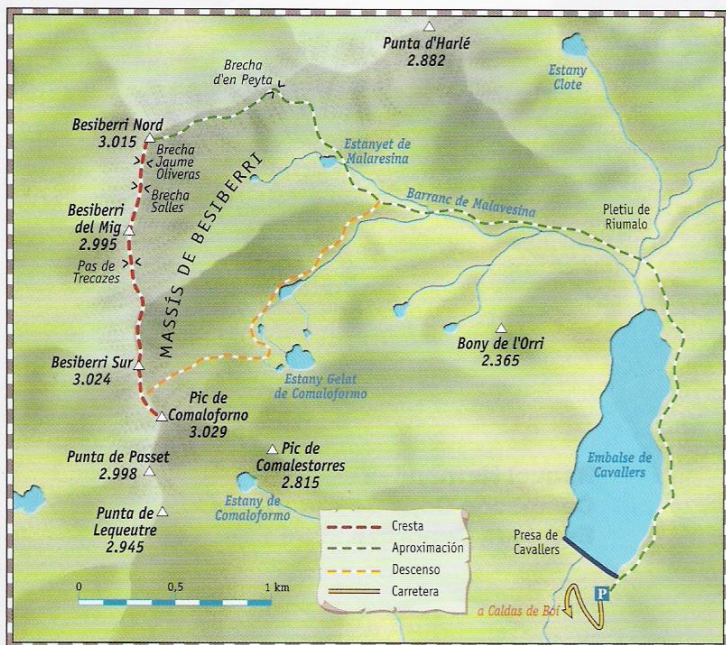 Punta d'Harlé
2.882
Brecha
d'en Peyta
Estany
Clote
Besiberri Nord
3.015
Brecha
Jaume
Oliveras
Estanyet de
Malaresina
Brecha
Salles
Barranc de Malavesina
Pletiu de
Riumalo
Besiberri
del Mig
2.995
MASSÍS DE BESIBERRI
Pas de
Trecazes
Bony de l'Orri
2.365
Besiberri Sur
3.024
Estany Gelat
de Comaloformo
Pic de
Comaloforno
3.029
Embalse de
Cavallers
Punta de Passet
2.998
Pic de
Comalestorres
2.815
Estany de
Comaloformo
Punta de
Lequeutre
2.945
Presa de
Cavallers
Cresta
Aproximación
Descenso
Carretera
0 0,5 1 km
P
a Caldas de Boí